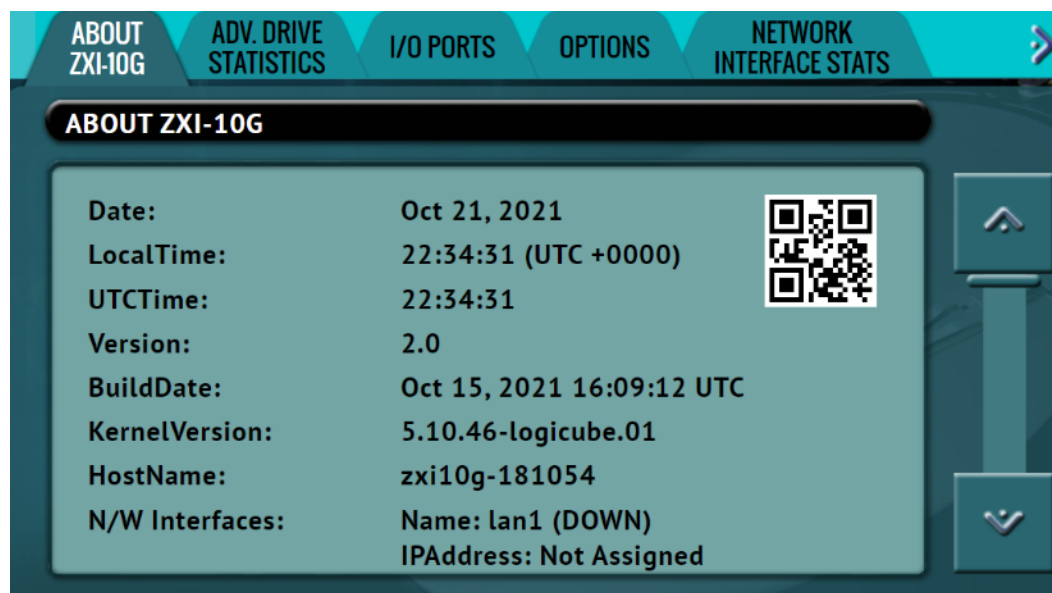 ABOUT ZXI-10G
ADV. DRIVE STATISTICS
I/O PORTS
OPTIONS
NETWORK INTERFACE STATS
ABOUT ZXI-10G
Date: Oct 21, 2021
LocalTime: 22:34:31 (UTC +0000)
UTCTime: 22:34:31
Version: 2.0
BuildDate: Oct 15, 2021 16:09:12 UTC
KernelVersion: 5.10.46-logicube.01
HostName: zxi10g-181054
N/W Interfaces: Name: lan1 (DOWN)
IPAddress: Not Assigned